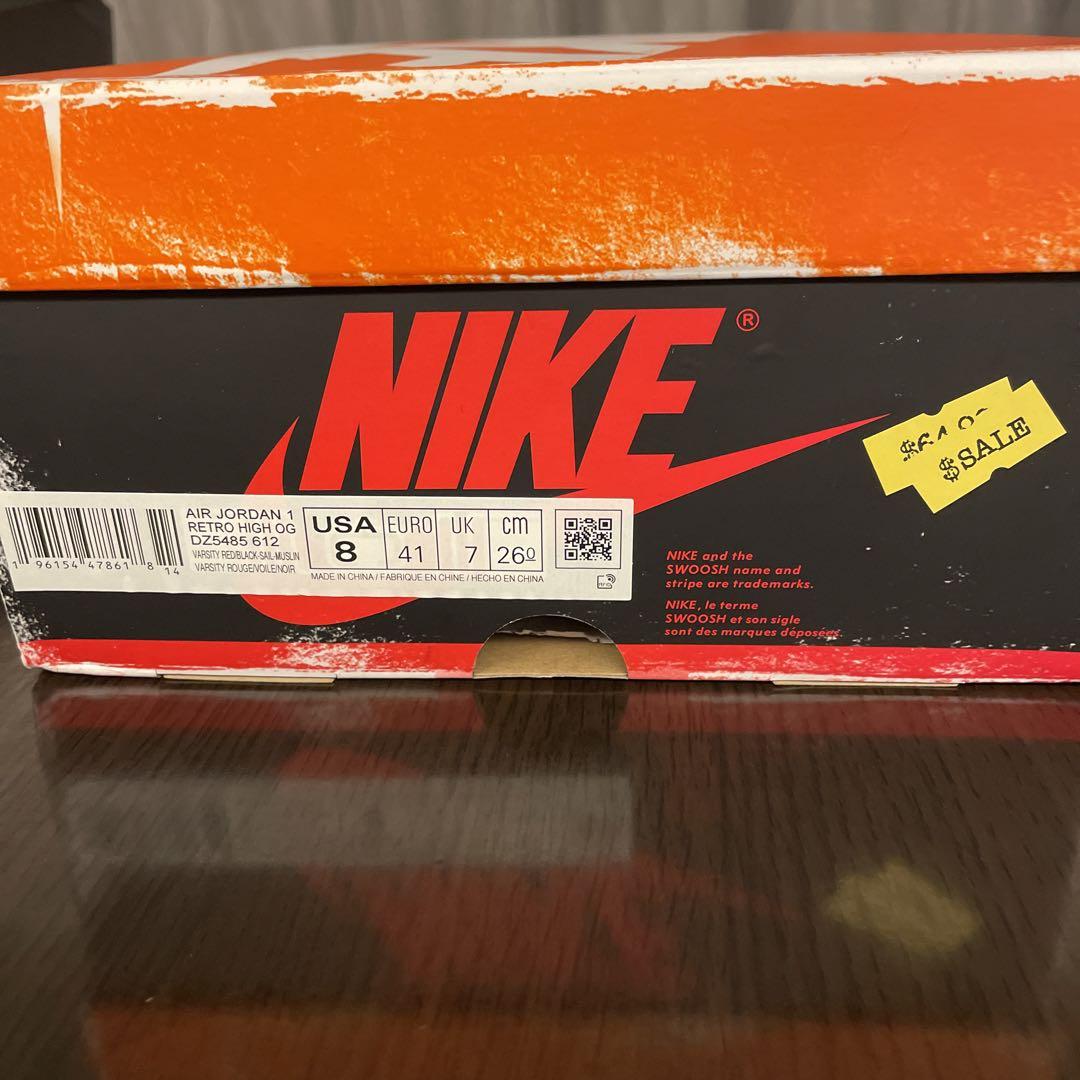 NIKE®
$SALE
AIR JORDAN 1
RETRO HIGH OG
DZ5485 612
VARSITY RED/BLACK-SAIL-MUSLIN
VARSITY ROUGE/VOILE/NOIR
1 96154 47861 8 14
USA EURO UK cm
8 41 7 26.0
MADE IN CHINA / FABRIQUE EN CHINE / HECHO EN CHINA
NIKE and the
SWOOSH name and
stripe are trademarks.
NIKE, le terme
SWOOSH et son sigle
sont des marques déposées.